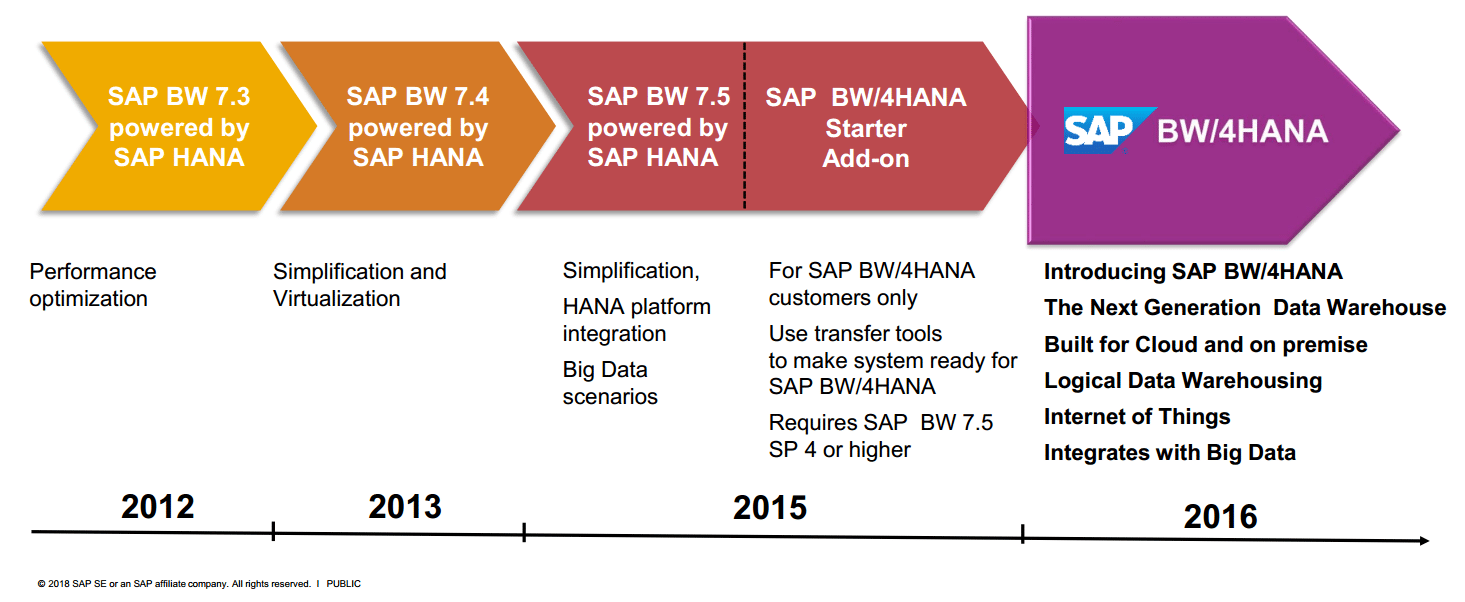 SAP BW 7.3
powered by
SAP HANA
SAP BW 7.4
powered by
SAP HANA
SAP BW 7.5
powered by
SAP HANA
SAP BW/4HANA
Starter
Add-on
SAP BW/4HANA
Performance
optimization
Simplification and
Virtualization
Simplification,
HANA platform
integration
Big Data
scenarios
For SAP BW/4HANA
customers only
Use transfer tools
to make system ready for
SAP BW/4HANA
Requires SAP BW 7.5
SP 4 or higher
Introducing SAP BW/4HANA
The Next Generation Data Warehouse
Built for Cloud and on premise
Logical Data Warehousing
Internet of Things
Integrates with Big Data
2012
2013
2015
2016
© 2018 SAP SE or an SAP affiliate company. All rights reserved. I PUBLIC